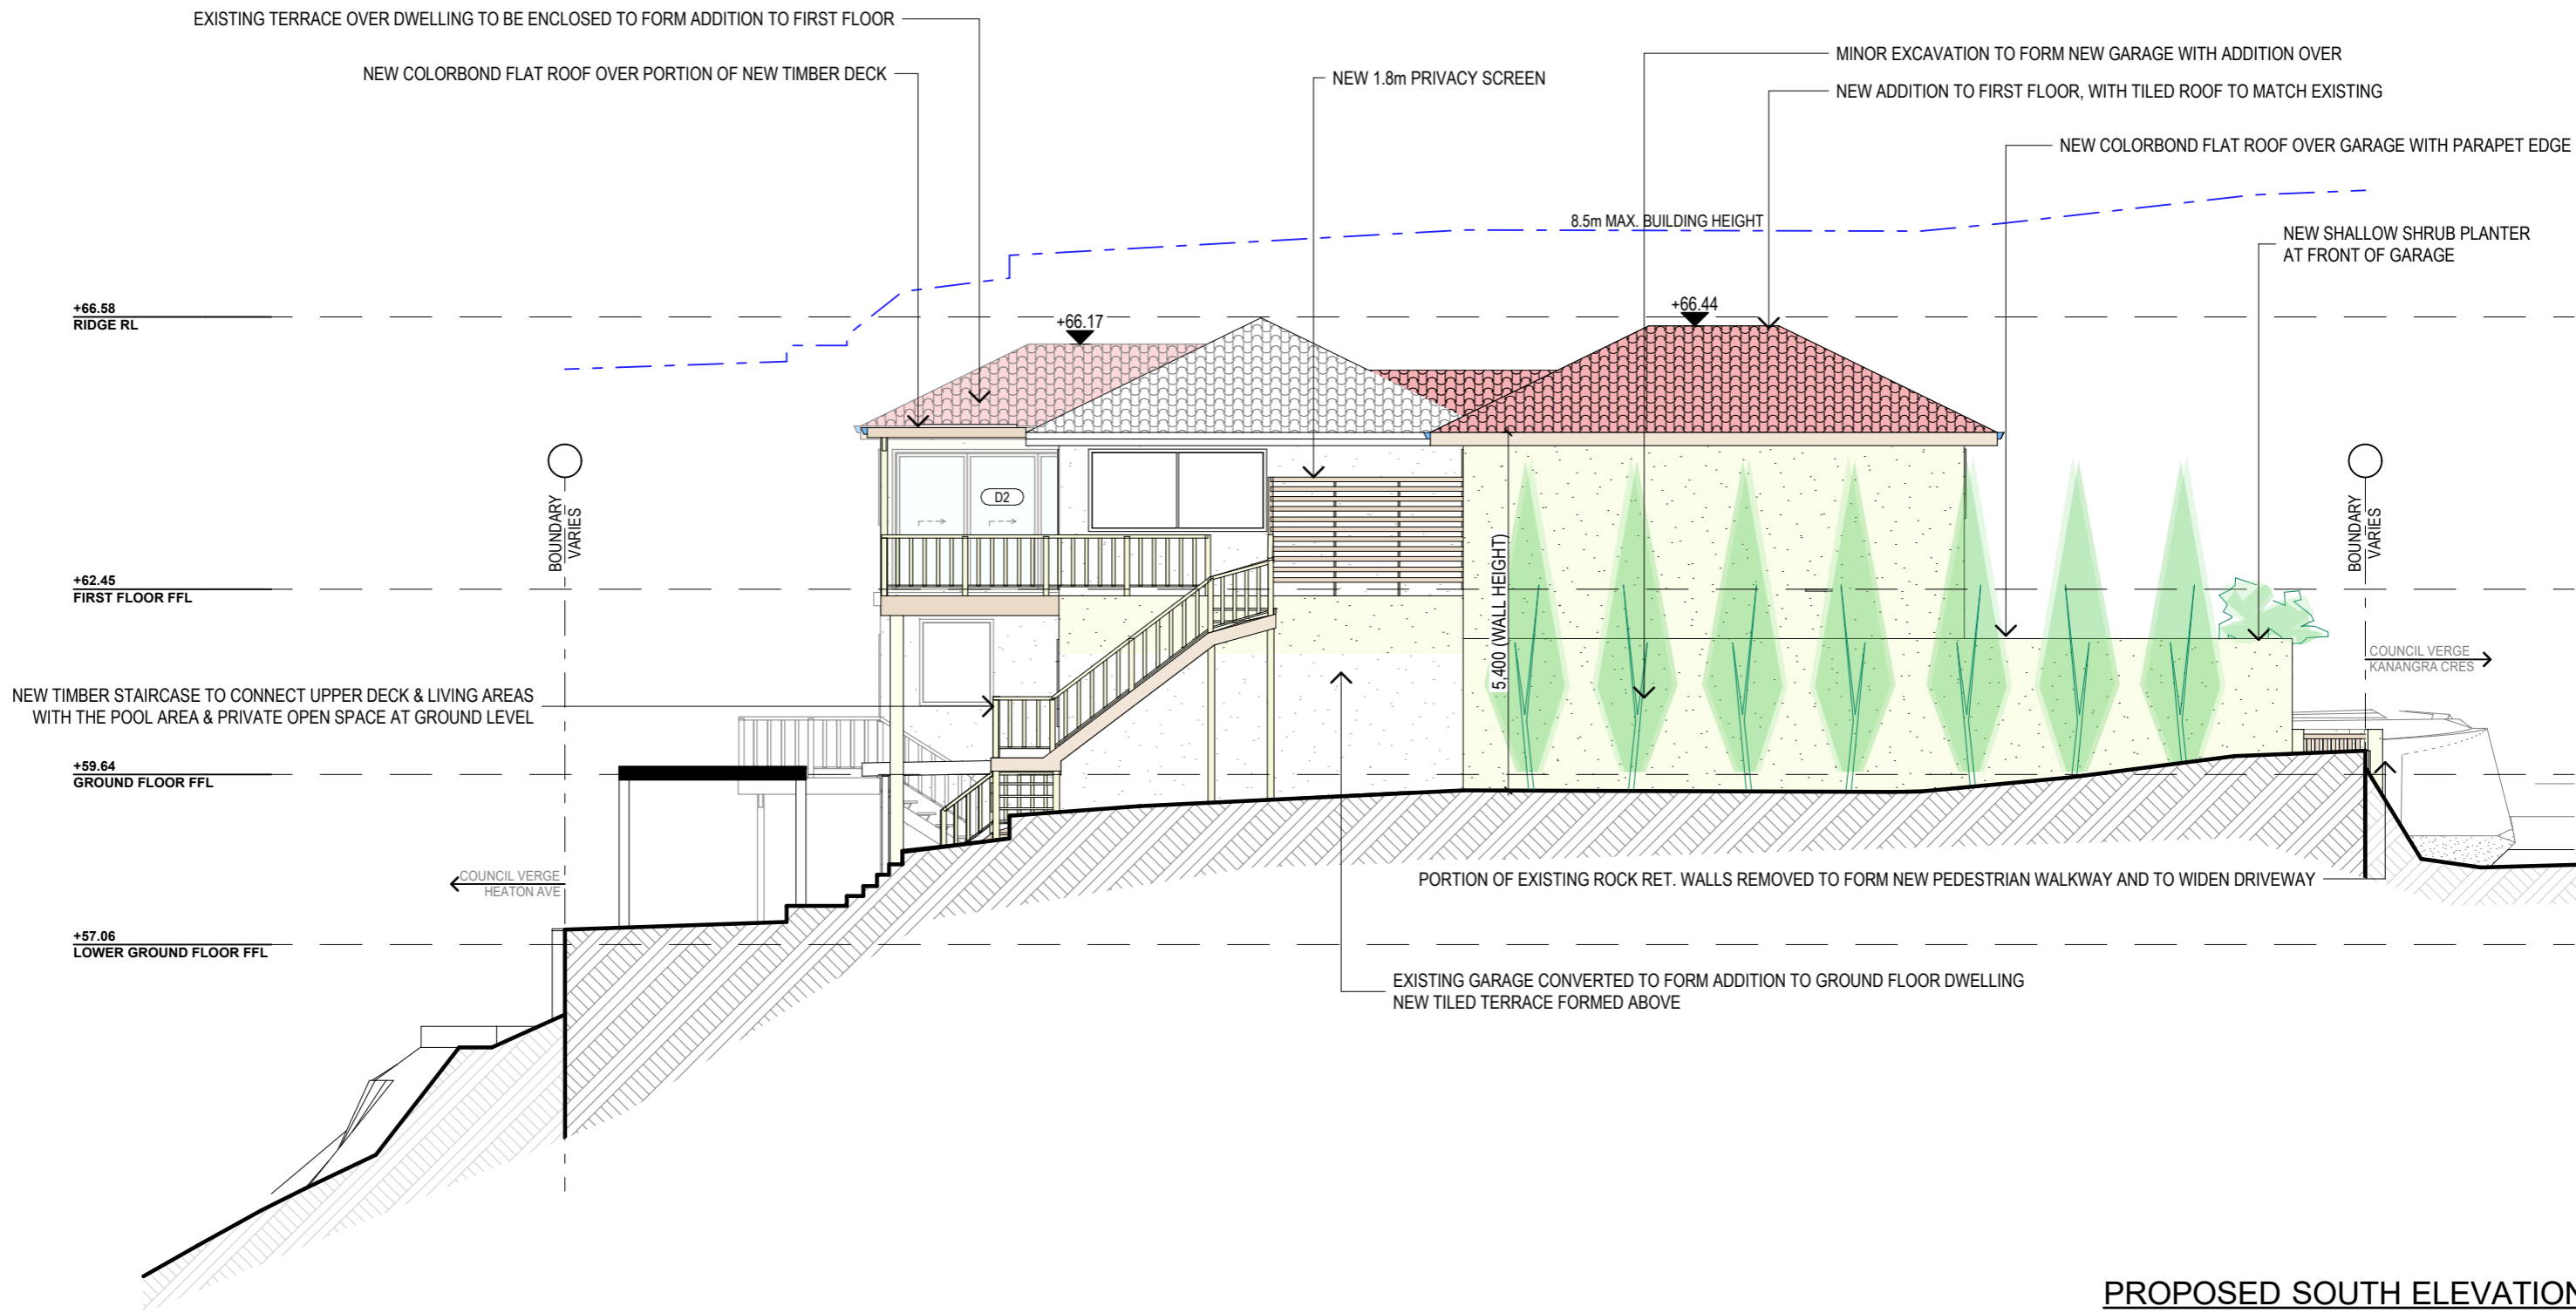 EXISTING TERRACE OVER DWELLING TO BE ENCLOSED TO FORM ADDITION TO FIRST FLOOR
NEW COLORBOND FLAT ROOF OVER PORTION OF NEW TIMBER DECK
NEW 1.8m PRIVACY SCREEN
MINOR EXCAVATION TO FORM NEW GARAGE WITH ADDITION OVER
NEW ADDITION TO FIRST FLOOR, WITH TILED ROOF TO MATCH EXISTING
NEW COLORBOND FLAT ROOF OVER GARAGE WITH PARAPET EDGE
8.5m MAX. BUILDING HEIGHT
NEW SHALLOW SHRUB PLANTER
AT FRONT OF GARAGE
+66.58
RIDGE RL
+66.17
+66.44
D2
BOUNDARY
VARIES
BOUNDARY
VARIES
+62.45
FIRST FLOOR FFL
5,400 (WALL HEIGHT)
COUNCIL VERGE
KANANGRA CRES
NEW TIMBER STAIRCASE TO CONNECT UPPER DECK & LIVING AREAS
WITH THE POOL AREA & PRIVATE OPEN SPACE AT GROUND LEVEL
+59.64
GROUND FLOOR FFL
COUNCIL VERGE
HEATON AVE
PORTION OF EXISTING ROCK RET. WALLS REMOVED TO FORM NEW PEDESTRIAN WALKWAY AND TO WIDEN DRIVEWAY
+57.06
LOWER GROUND FLOOR FFL
EXISTING GARAGE CONVERTED TO FORM ADDITION TO GROUND FLOOR DWELLING
NEW TILED TERRACE FORMED ABOVE
PROPOSED SOUTH ELEVATION